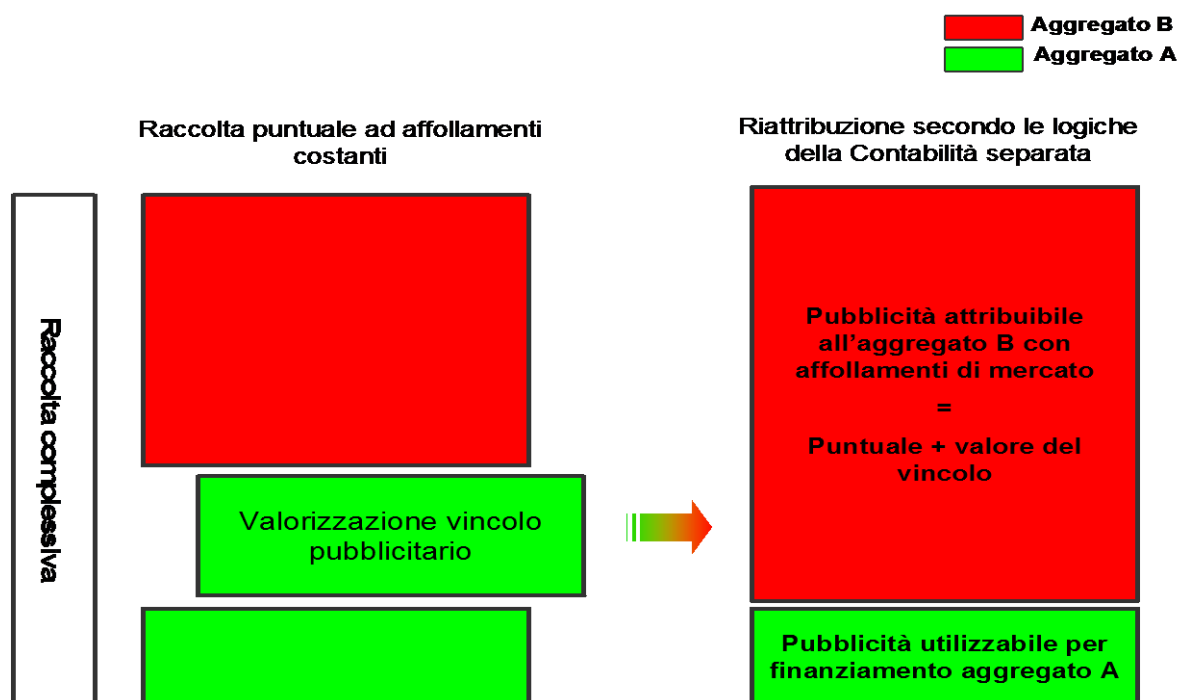 Aggregato B
Aggregato A
Raccolta puntuale ad affollamenti
costanti
Riattribuzione secondo le logiche
della Contabilità separata
Raccolta complessiva
Valorizzazione vincolo
pubblicitario
Pubblicità attribuibile
all'aggregato B con
affollamenti di mercato
=
Puntuale + valore del
vincolo
Pubblicità utilizzabile per
finanziamento aggregato A